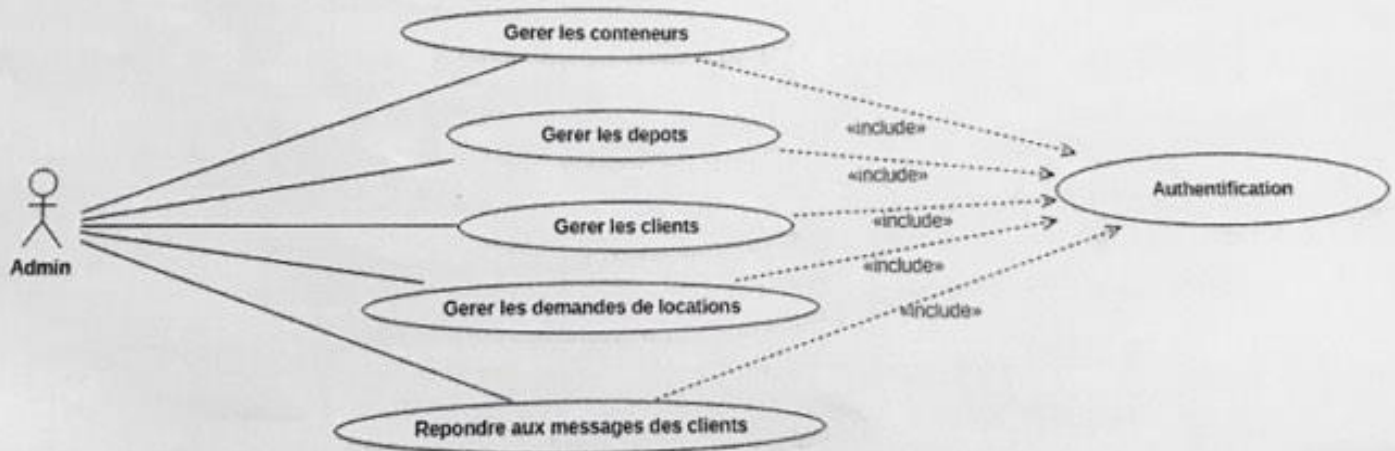 Gerer les conteneurs
«include»
Gerer les depots
«include»
Authentification
Gerer les clients
«include»
Admin
«include»
Gerer les demandes de locations
«include»
Repondre aux messages des clients